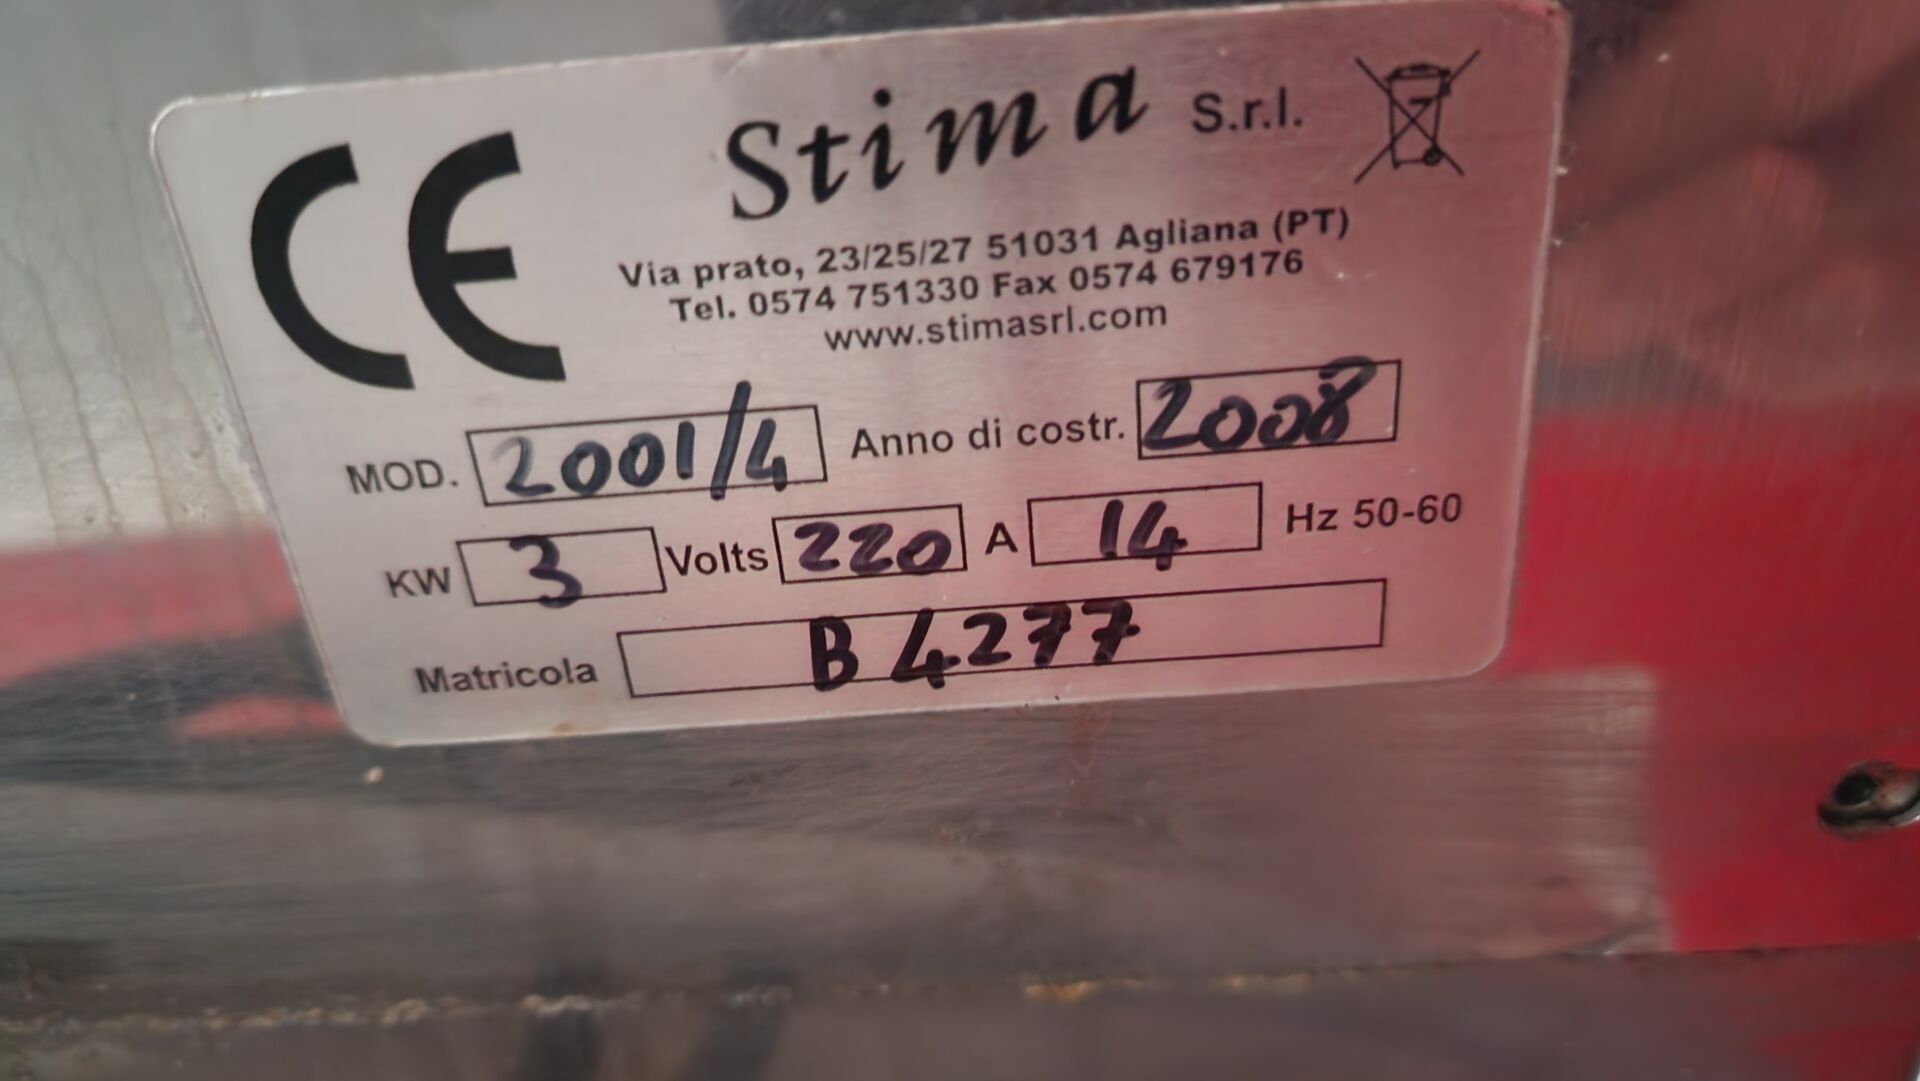 CE Stima S.r.l.
Via prato, 23/25/27 51031 Agliana (PT)
Tel. 0574 751330 Fax 0574 679176
www.stimasrl.com
MOD. 2001/4 Anno di costr. 2008
KW 3 Volts 220 A 14 Hz 50-60
Matricola B4277